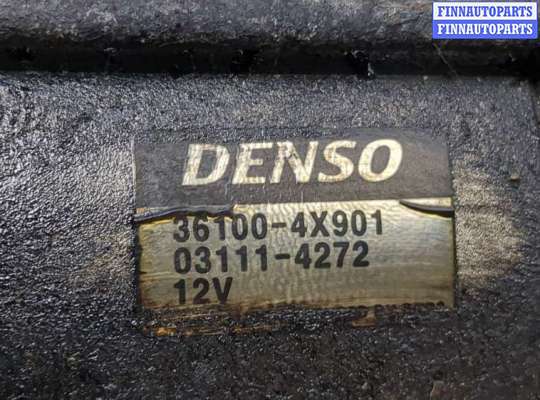 FINNAUTOPARTS
FINNAUTOPARTS
DENSO
36100-4X901
03111-4272
12V